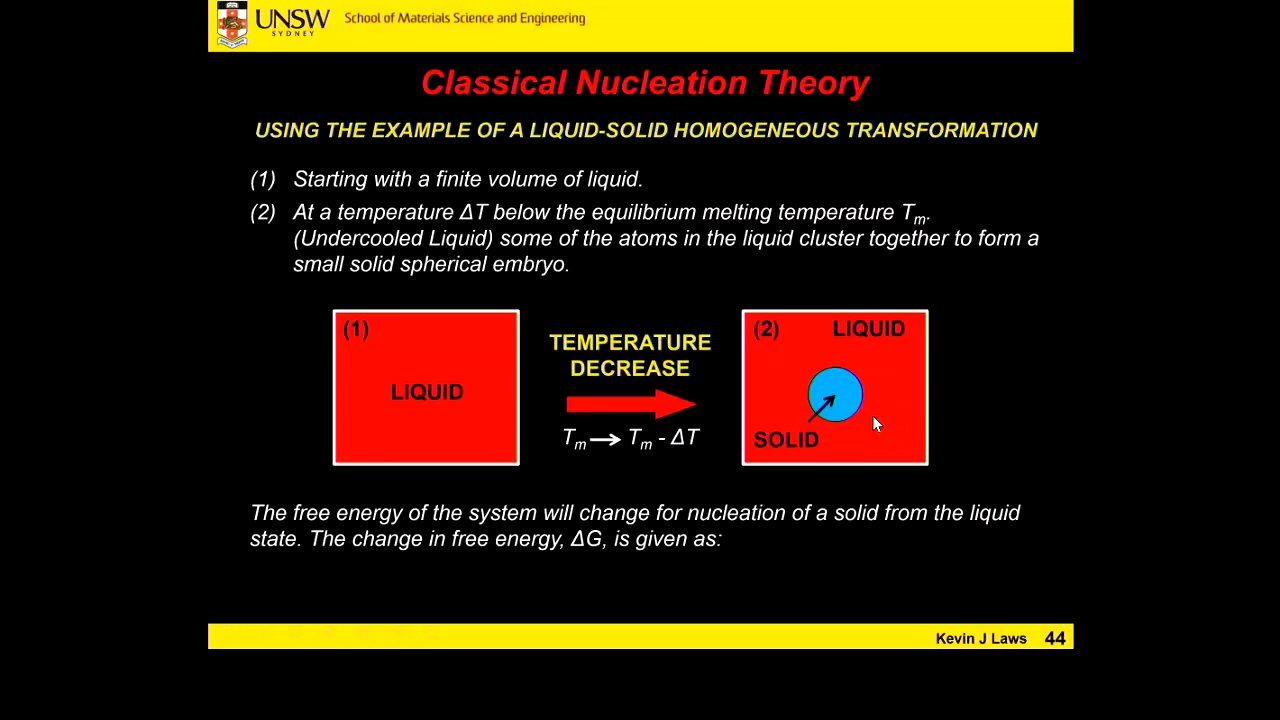 UNSW
SYDNEY
School of Materials Science and Engineering
Classical Nucleation Theory
USING THE EXAMPLE OF A LIQUID-SOLID HOMOGENEOUS TRANSFORMATION
(1) Starting with a finite volume of liquid.
(2) At a temperature ΔT below the equilibrium melting temperature Tm.
(Undercooled Liquid) some of the atoms in the liquid cluster together to form a
small solid spherical embryo.
(1)
LIQUID
TEMPERATURE
DECREASE
Tm → Tm - ΔT
(2) LIQUID
SOLID
The free energy of the system will change for nucleation of a solid from the liquid
state. The change in free energy, ΔG, is given as:
Kevin J Laws 44